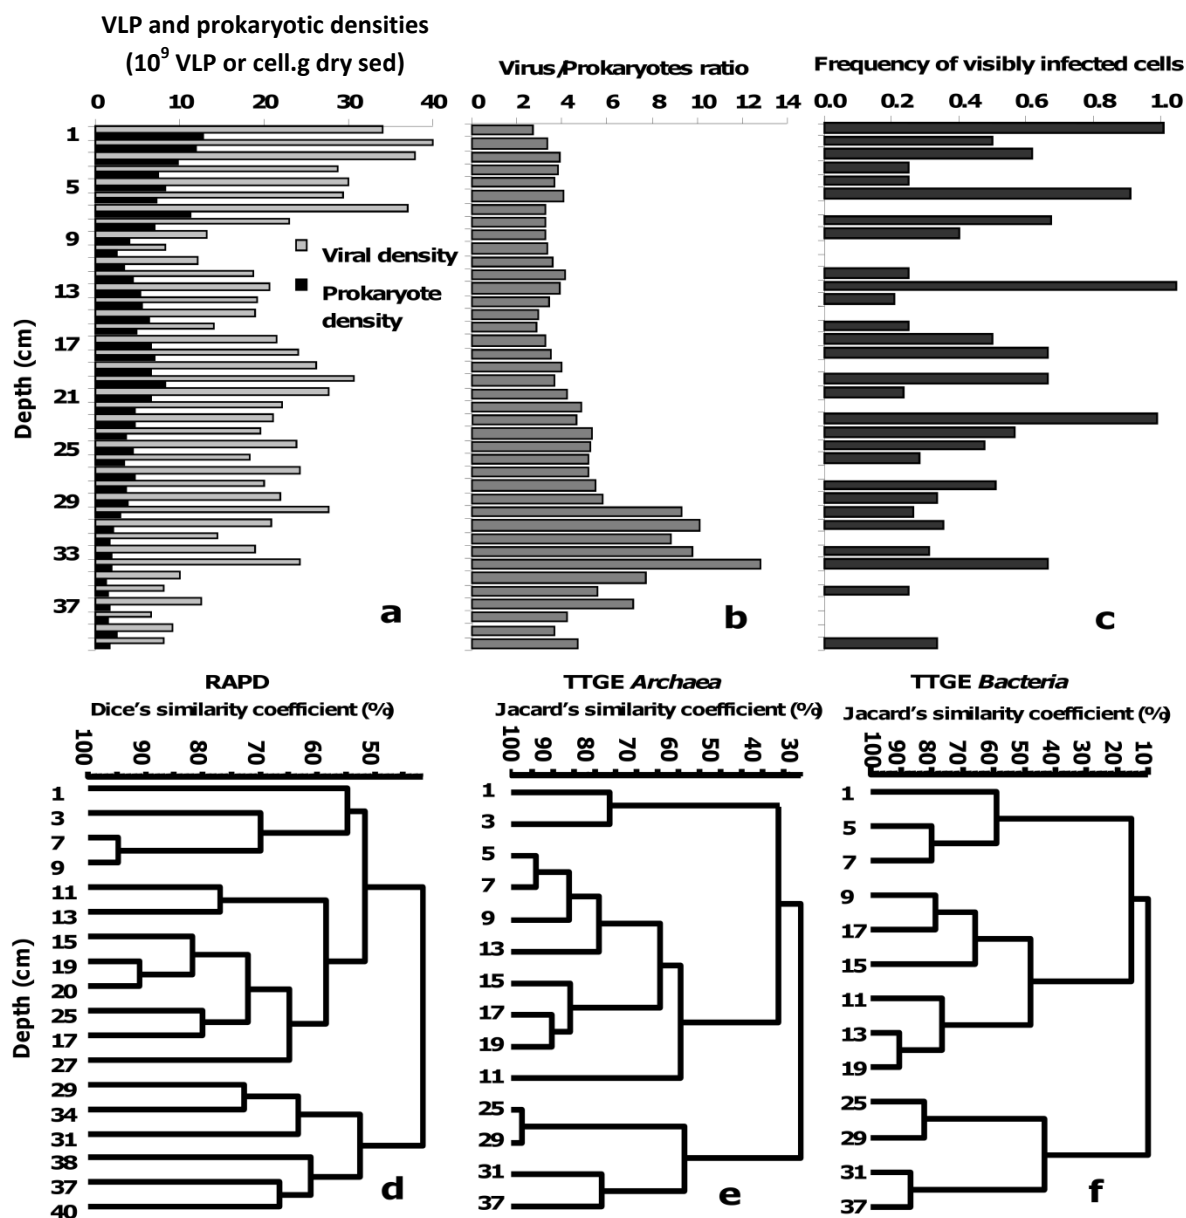 VLP and prokaryotic densities
(10⁹ VLP or cell.g dry sed)
0 10 20 30 40
Depth (cm)
1
5
9
13
17
21
25
29
33
37
Viral density
Prokaryote
density
a
Virus/Prokaryotes ratio
0 2 4 6 8 10 12 14
b
Frequency of visibly infected cells
0.0 0.2 0.4 0.6 0.8 1.0
c
RAPD
Dice's similarity coefficient (%)
100 90 80 70 60 50
Depth (cm)
1
3
7
9
11
13
15
19
20
25
17
27
29
34
31
38
37
40
d
TTGE Archaea
Jacard's similarity coefficient (%)
100 90 80 70 60 50 40 30
1
3
5
7
9
13
15
17
19
11
25
29
31
37
e
TTGE Bacteria
Jacard's similarity coefficient (%)
100 90 80 70 60 50 40 30 20 10
1
5
7
9
17
15
11
13
19
25
29
31
37
f